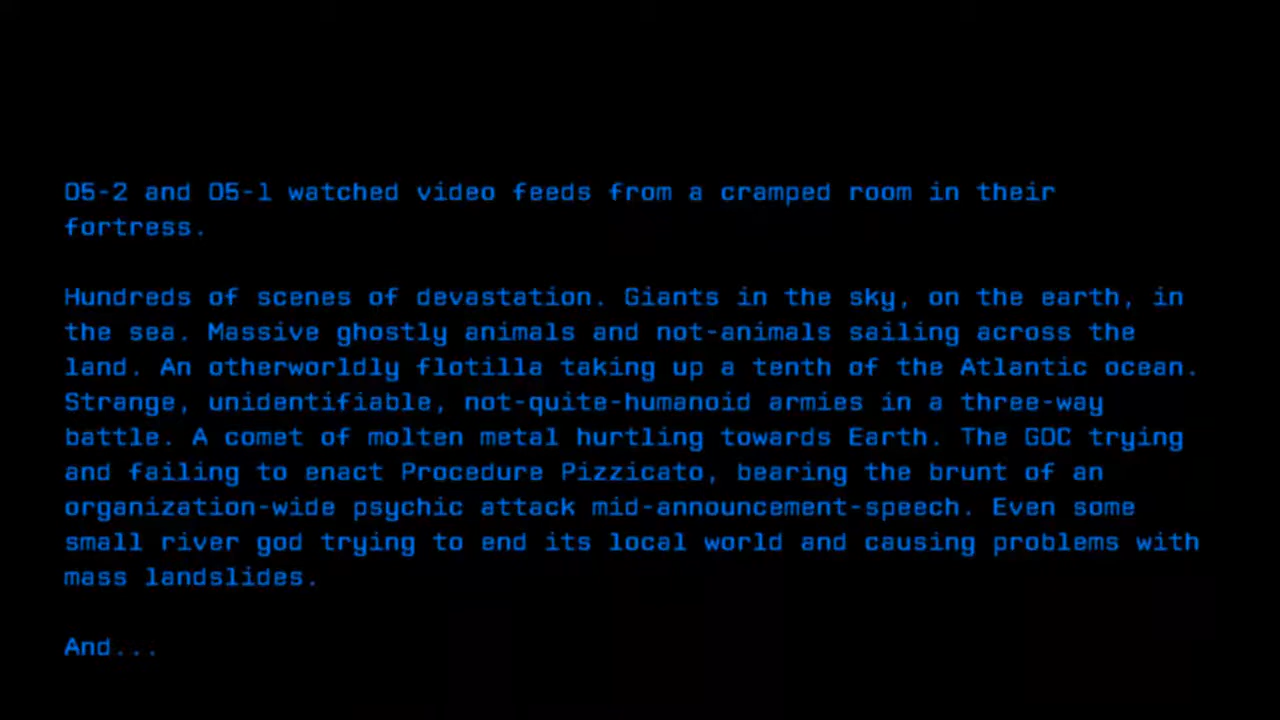 O5-2 and O5-1 watched video feeds from a cramped room in their
fortress.
Hundreds of scenes of devastation. Giants in the sky, on the earth, in
the sea. Massive ghostly animals and not-animals sailing across the
land. An otherworldly flotilla taking up a tenth of the Atlantic ocean.
Strange, unidentifiable, not-quite-humanoid armies in a three-way
battle. A comet of molten metal hurtling towards Earth. The GOC trying
and failing to enact Procedure Pizzicato, bearing the brunt of an
organization-wide psychic attack mid-announcement-speech. Even some
small river god trying to end its local world and causing problems with
mass landslides.
And...